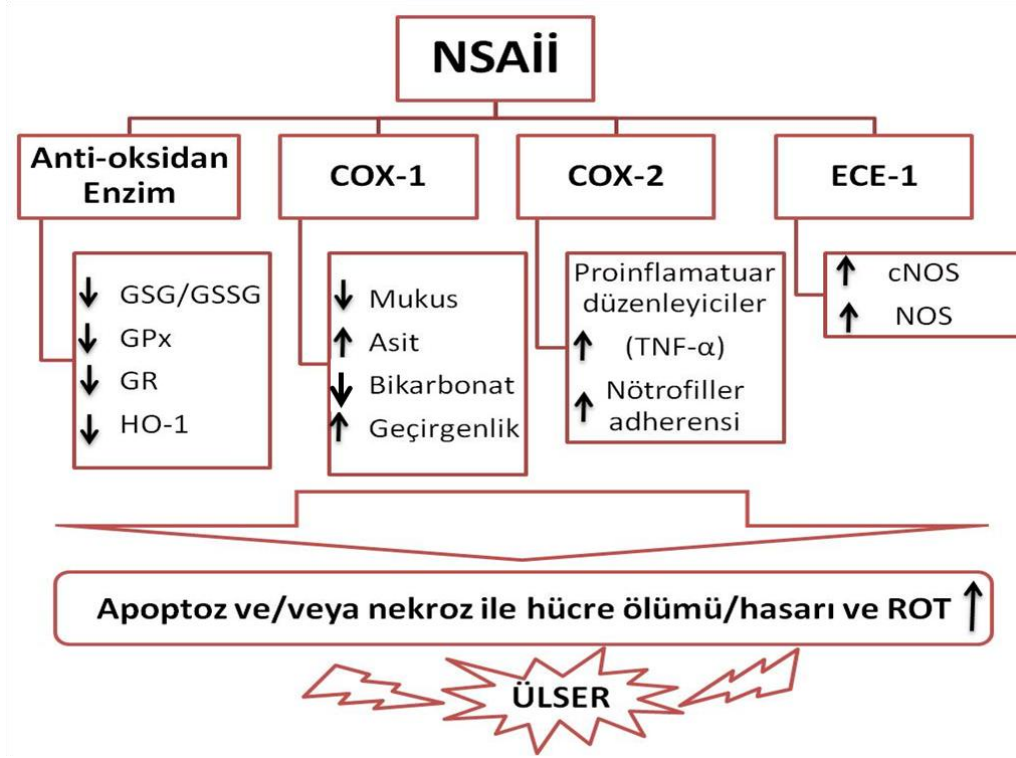 NSAİİ
Anti-oksidan
Enzim
COX-1
COX-2
ECE-1
↓ GSG/GSSG
↓ GPx
↓ GR
↓ HO-1
↓ Mukus
↑ Asit
↓ Bikarbonat
↑ Geçirgenlik
Proinflamatuar
düzenleyiciler
↑ (TNF-α)
↑ Nötrofiller
adherensi
↑ cNOS
↑ NOS
Apoptoz ve/veya nekroz ile hücre ölümü/hasarı ve ROT ↑
ÜLSER